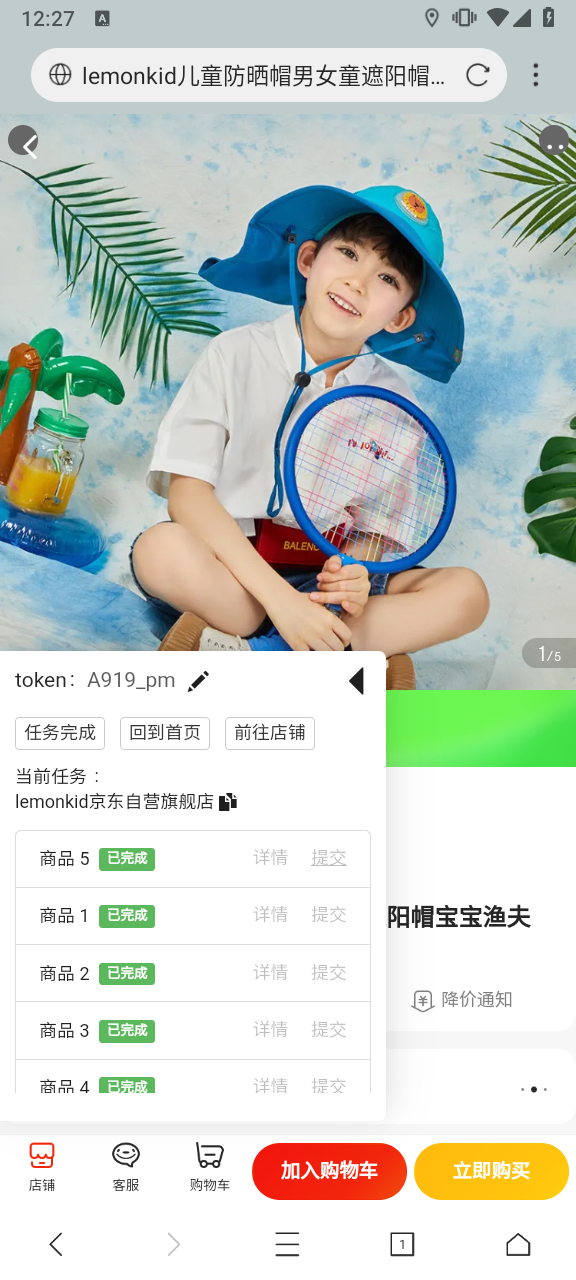 12:27
A
lemonkid儿童防晒帽男女童遮阳帽...
BALENC
1/5
token: A919_pm
任务完成 回到首页 前往店铺
当前任务：
lemonkid京东自营旗舰店
商品 5 已完成 详情 提交
商品 1 已完成 详情 提交
阳帽宝宝渔夫
商品 2 已完成 详情 提交
降价通知
商品 3 已完成 详情 提交
商品 4 已完成 详情 提交
店铺 客服 购物车 加入购物车 立即购买
1